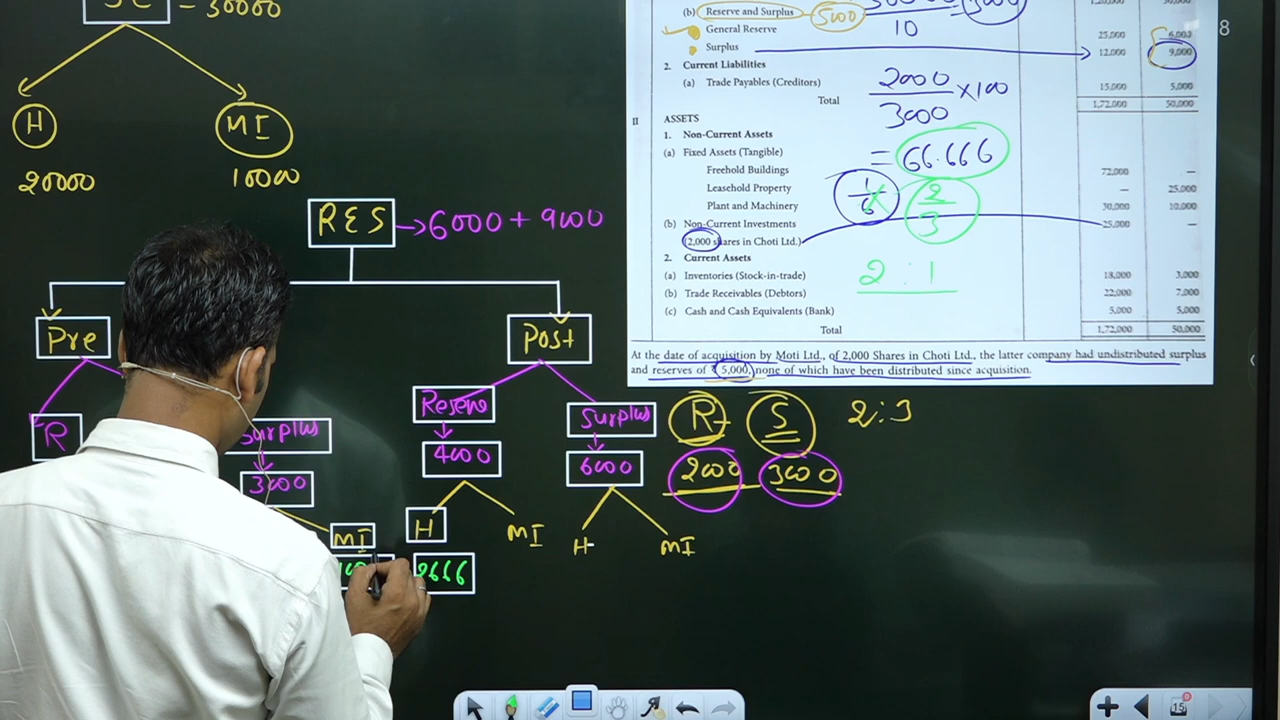 = 30000
H
MI
20000
10000
RES → 6000 + 9000
Pre
Post
R
Surplus
3000
MI
Reserve
4000
H
MI
2666
Surplus
6000
H
MI
R
S
2:3
2000
3000
8
(b) Reserve and Surplus
5000
10
General Reserve 25,000 6,000
Surplus 12,000 9,000
2. Current Liabilities
(a) Trade Payables (Creditors) 15,000 5,000
Total 1,72,000 50,000
2000
3000
×100
= 66.666
1
6
×
2
3
2 : 1
II ASSETS
1. Non-Current Assets
(a) Fixed Assets (Tangible)
Freehold Buildings 72,000 —
Leasehold Property — 25,000
Plant and Machinery 30,000 10,000
(b) Non-Current Investments 25,000 —
(2,000 shares in Choti Ltd.)
2. Current Assets
(a) Inventories (Stock-in-trade) 18,000 3,000
(b) Trade Receivables (Debtors) 22,000 7,000
(c) Cash and Cash Equivalents (Bank) 5,000 5,000
Total 1,72,000 50,000
At the date of acquisition by Moti Ltd., of 2,000 Shares in Choti Ltd., the latter company had undistributed surplus
and reserves of ₹ 5,000, none of which have been distributed since acquisition.
15